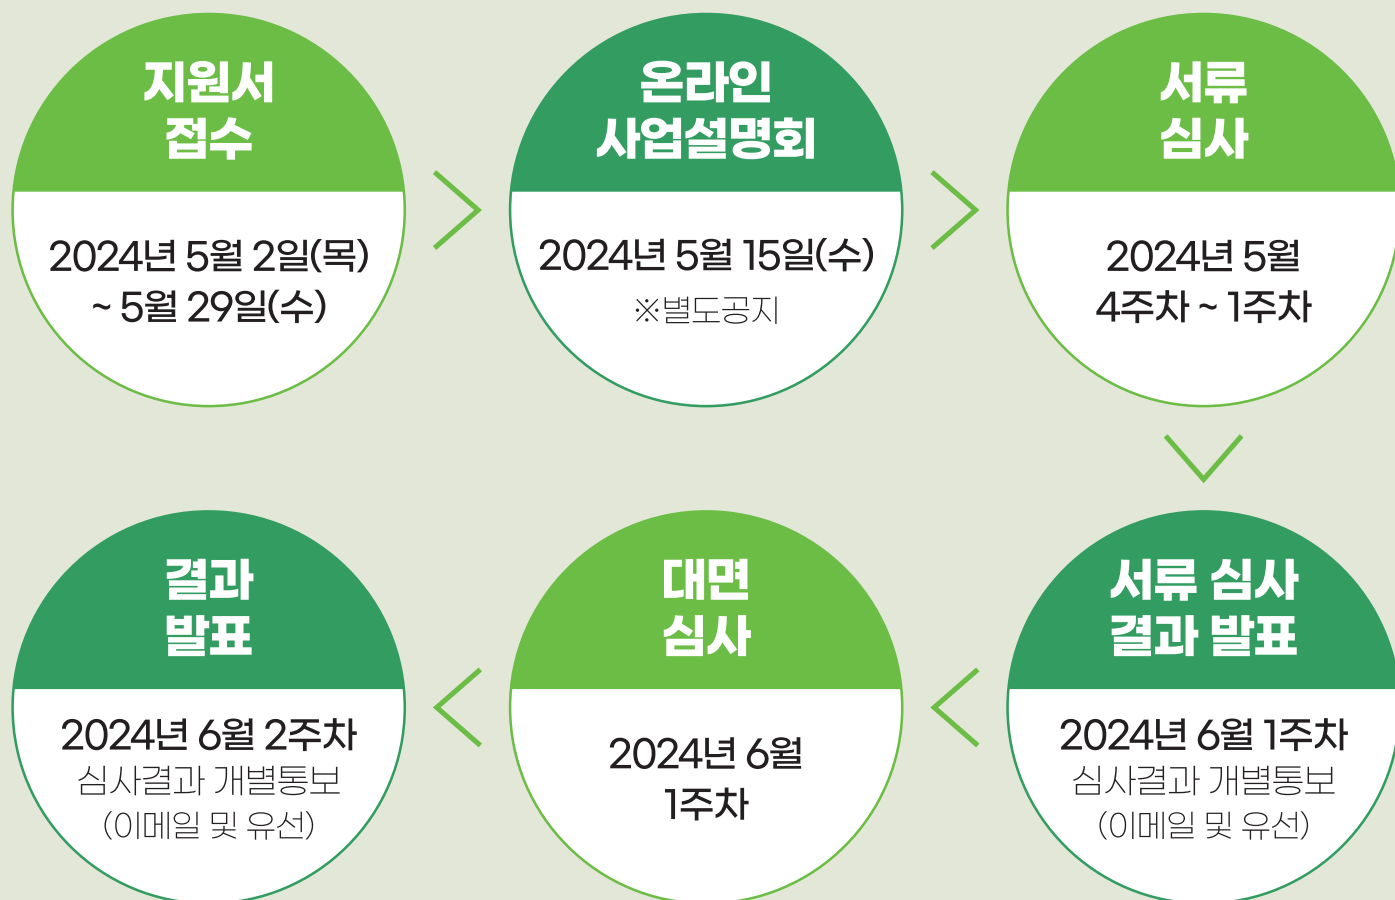 지원서
접수
2024년 5월 2일(목)
~ 5월 29일(수)
온라인
사업설명회
2024년 5월 15일(수)
※별도공지
서류
심사
2024년 5월
4주차 ~ 1주차
서류 심사
결과 발표
2024년 6월 1주차
심사결과 개별통보
(이메일 및 유선)
대면
심사
2024년 6월
1주차
결과
발표
2024년 6월 2주차
심사결과 개별통보
(이메일 및 유선)